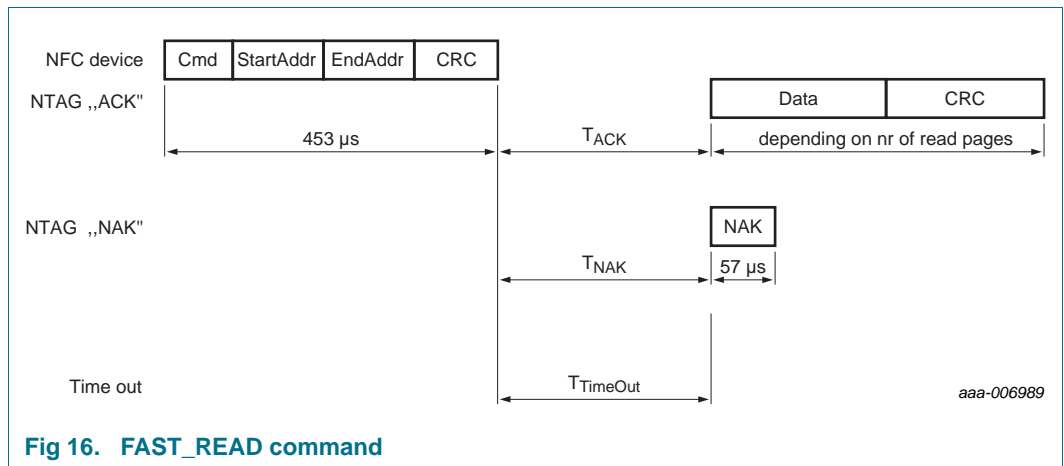 NFC device Cmd StartAddr EndAddr CRC
NTAG ,,ACK" Data CRC
453 µs TACK depending on nr of read pages
NTAG ,,NAK" NAK
TNAK 57 µs
Time out TTimeOut aaa-006989
Fig 16. FAST_READ command